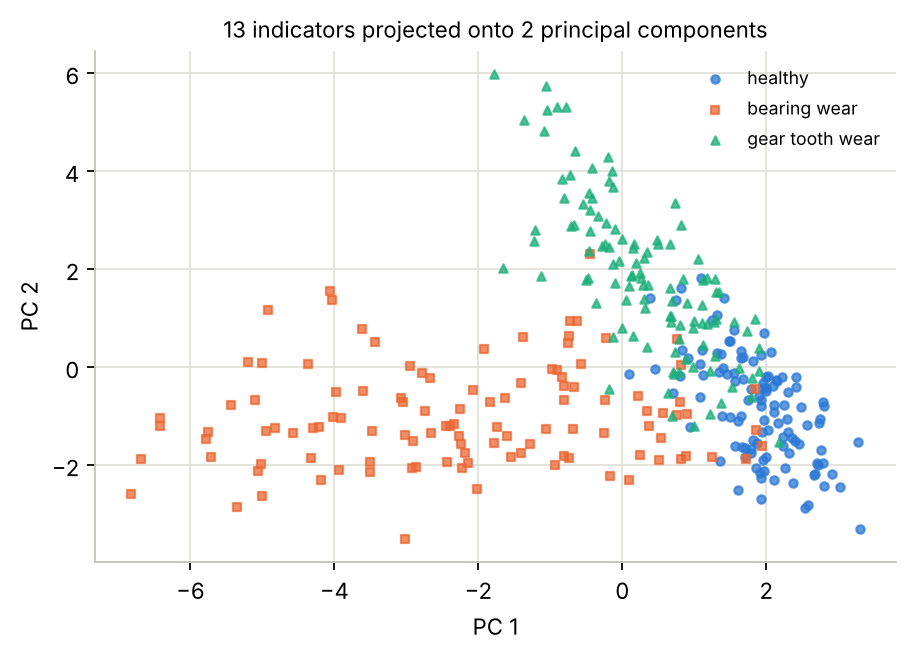 13 indicators projected onto 2 principal components
healthy
bearing wear
gear tooth wear
6
4
2
0
−2
PC 2
−6 −4 −2 0 2
PC 1